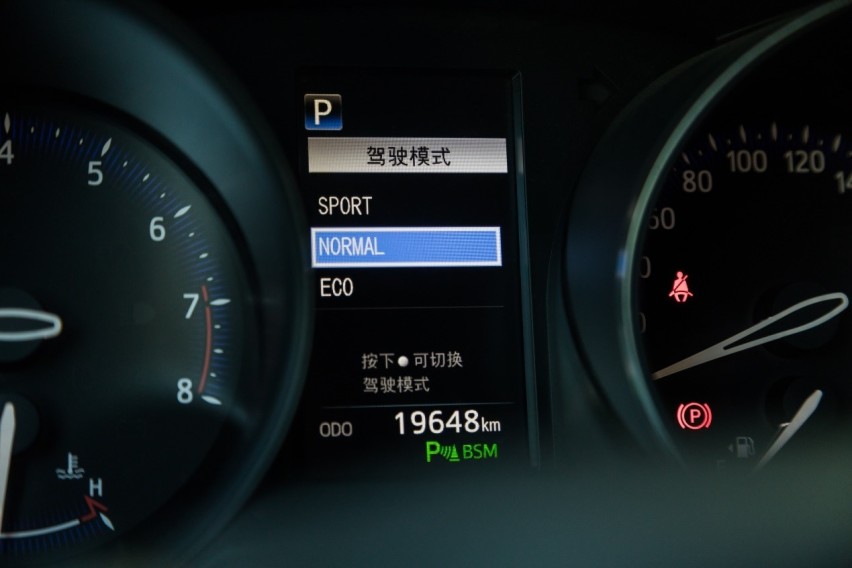 P
驾驶模式
SPORT
NORMAL
ECO
按下●可切换
驾驶模式
ODO 19648km
P BSM
4
5
6
7
8
H
60
80
100
120
P